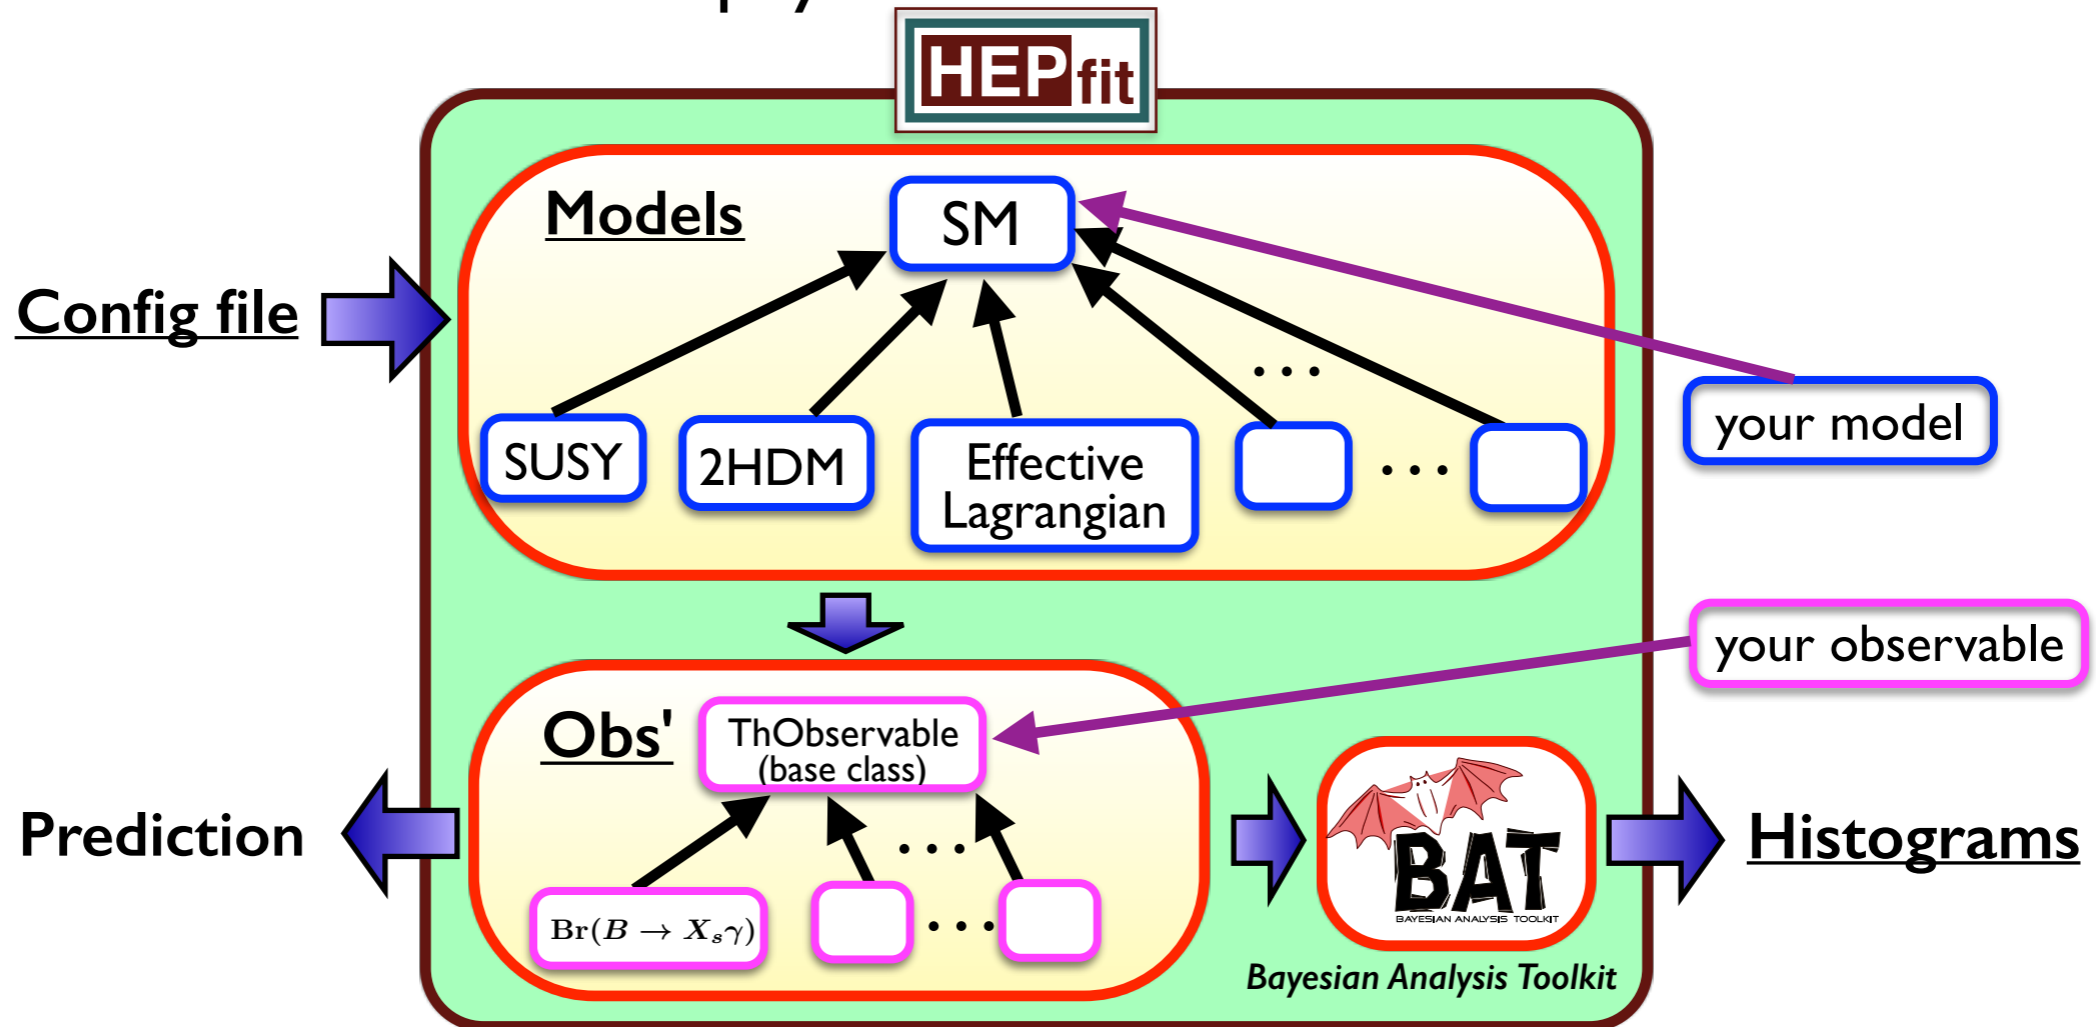 HEPfit
Models
SM
Config file
...
your model
SUSY
2HDM
Effective
Lagrangian
...
your observable
Obs'
ThObservable
(base class)
Prediction
...
Br(B → X_sγ)
...
BAT
BAYESIAN ANALYSIS TOOLKIT
Histograms
Bayesian Analysis Toolkit